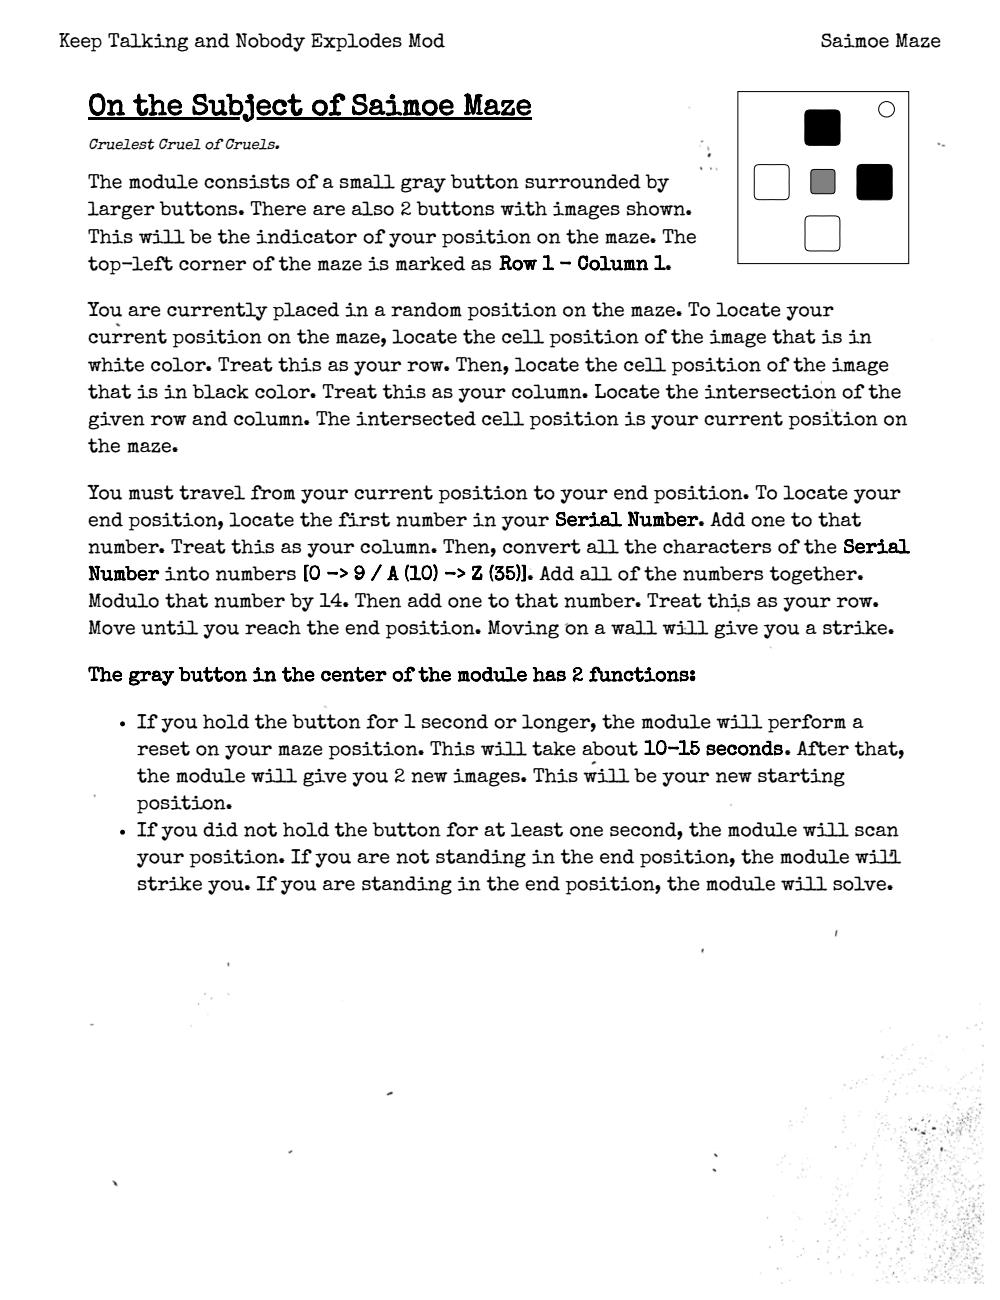 Keep Talking and Nobody Explodes Mod
Saimoe Maze
On the Subject of Saimoe Maze
Cruelest Cruel of Cruels.
The module consists of a small gray button surrounded by
larger buttons. There are also 2 buttons with images shown.
This will be the indicator of your position on the maze. The
top-left corner of the maze is marked as Row 1 - Column 1.
You are currently placed in a random position on the maze. To locate your
current position on the maze, locate the cell position of the image that is in
white color. Treat this as your row. Then, locate the cell position of the image
that is in black color. Treat this as your column. Locate the intersection of the
given row and column. The intersected cell position is your current position on
the maze.
You must travel from your current position to your end position. To locate your
end position, locate the first number in your Serial Number. Add one to that
number. Treat this as your column. Then, convert all the characters of the Serial
Number into numbers [0 -> 9 / A (10) -> Z (35)]. Add all of the numbers together.
Modulo that number by 14. Then add one to that number. Treat this as your row.
Move until you reach the end position. Moving on a wall will give you a strike.
The gray button in the center of the module has 2 functions:
• If you hold the button for 1 second or longer, the module will perform a
reset on your maze position. This will take about 10-15 seconds. After that,
the module will give you 2 new images. This will be your new starting
position.
• If you did not hold the button for at least one second, the module will scan
your position. If you are not standing in the end position, the module will
strike you. If you are standing in the end position, the module will solve.